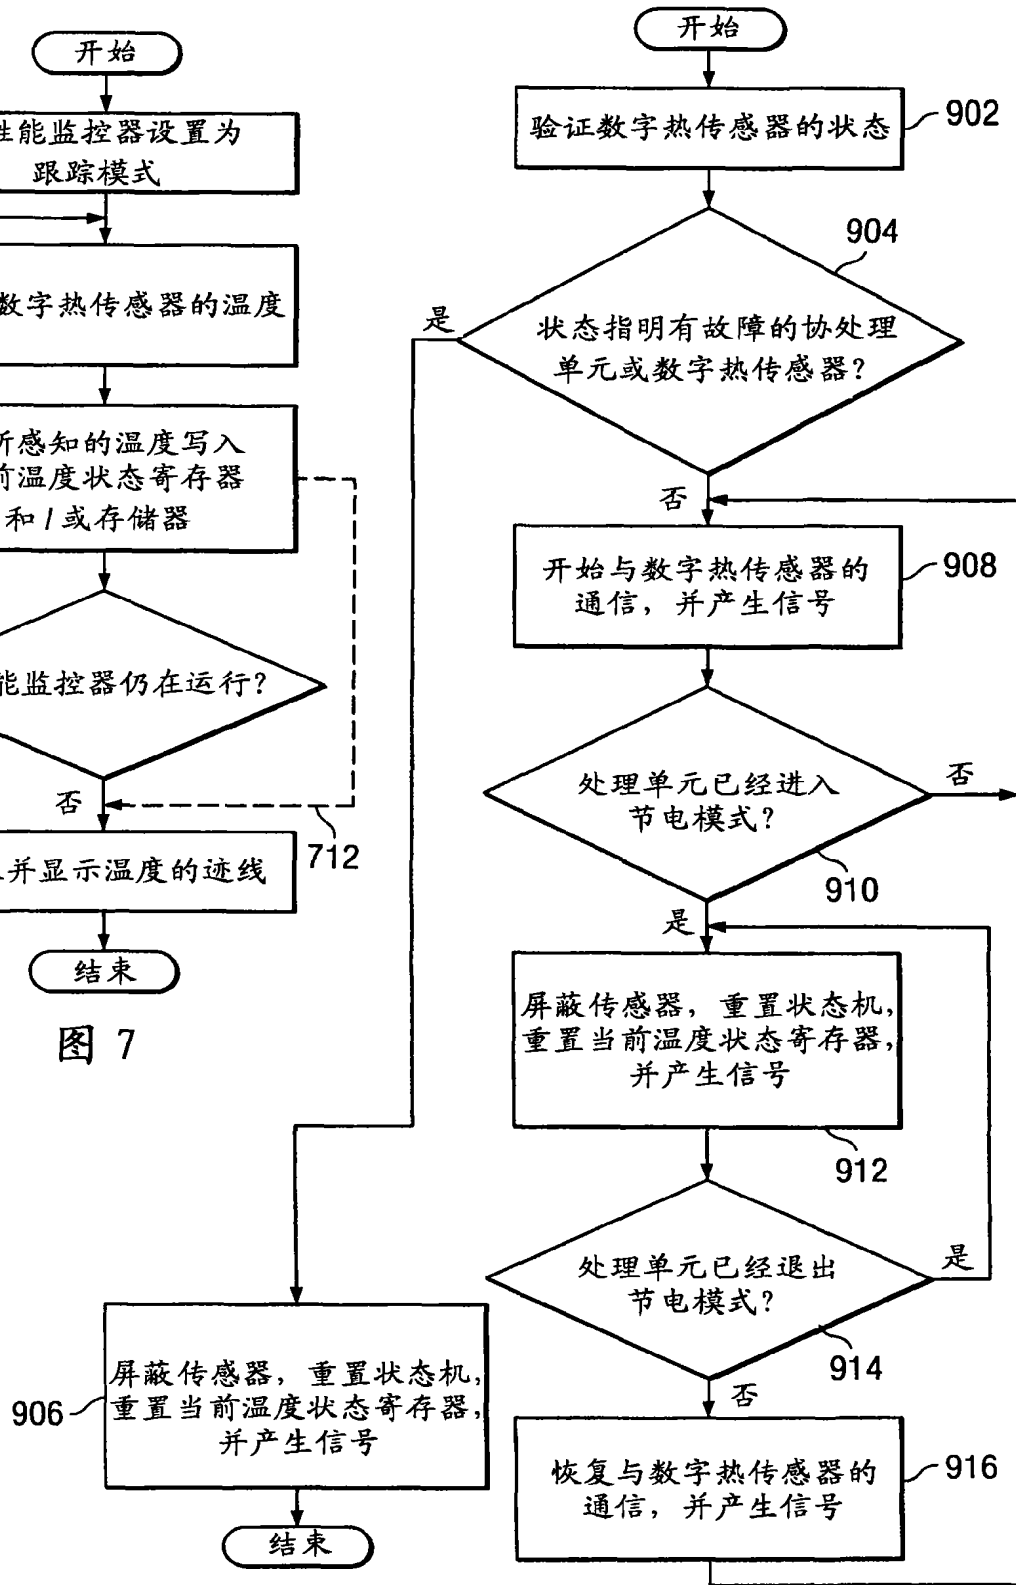 开始
性能监控器设置为
跟踪模式
数字热传感器的温度
所感知的温度写入
前温度状态寄存器
和/或存储器
能监控器仍在运行？
否
712
并显示温度的迹线
结束
图 7
开始
验证数字热传感器的状态
902
904
是
状态指明有故障的协处理
单元或数字热传感器？
否
开始与数字热传感器的
通信，并产生信号
908
处理单元已经进入
节电模式？
否
910
是
屏蔽传感器，重置状态机，
重置当前温度状态寄存器，
并产生信号
912
处理单元已经退出
节电模式？
是
914
否
恢复与数字热传感器的
通信，并产生信号
916
屏蔽传感器，重置状态机，
重置当前温度状态寄存器，
并产生信号
906
结束